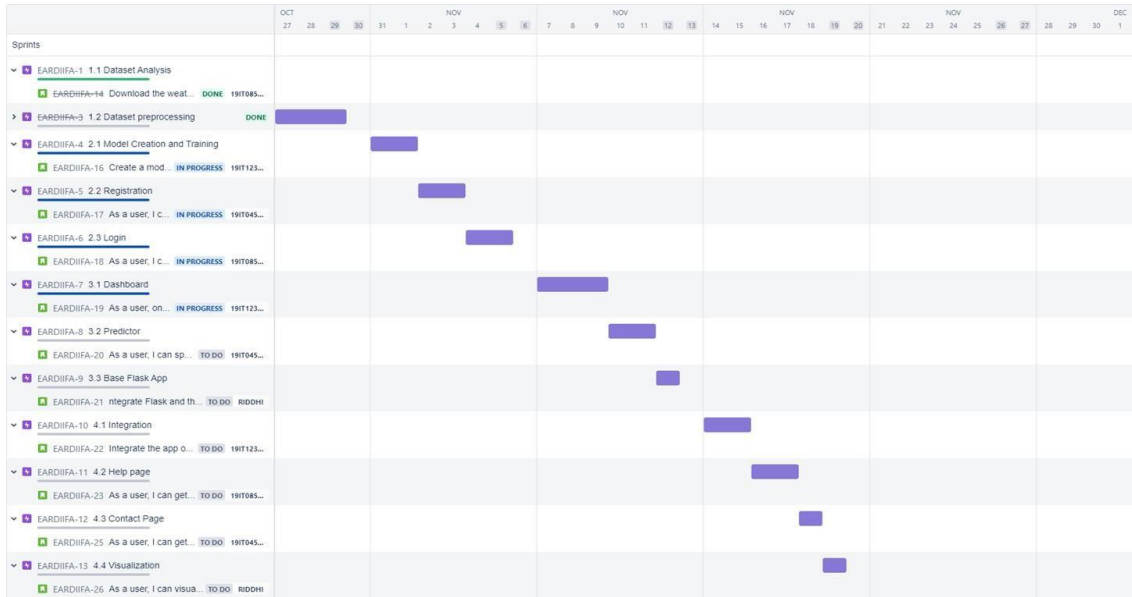 OCT NOV NOV NOV NOV DEC
27 28 29 30 31 1 2 3 4 5 6 7 8 9 10 11 12 13 14 15 16 17 18 19 20 21 22 23 24 25 26 27 28 29 30 1
Sprints
EARDIIFA-1 1.1 Dataset Analysis
EARDIIFA-14 Download the weat... DONE 19IT085...
EARDIIFA-3 1.2 Dataset preprocessing DONE
EARDIIFA-4 2.1 Model Creation and Training
EARDIIFA-16 Create a mod... IN PROGRESS 19IT123...
EARDIIFA-5 2.2 Registration
EARDIIFA-17 As a user, I c... IN PROGRESS 19IT045...
EARDIIFA-6 2.3 Login
EARDIIFA-18 As a user, I c... IN PROGRESS 19IT085...
EARDIIFA-7 3.1 Dashboard
EARDIIFA-19 As a user, on... IN PROGRESS 19IT123...
EARDIIFA-8 3.2 Predictor
EARDIIFA-20 As a user, I can sp... TO DO 19IT045...
EARDIIFA-9 3.3 Base Flask App
EARDIIFA-21 ntegrate Flask and th... TO DO RIDDHI
EARDIIFA-10 4.1 Integration
EARDIIFA-22 Integrate the app o... TO DO 19IT123...
EARDIIFA-11 4.2 Help page
EARDIIFA-23 As a user, I can get... TO DO 19IT085...
EARDIIFA-12 4.3 Contact Page
EARDIIFA-25 As a user, I can get... TO DO 19IT045...
EARDIIFA-13 4.4 Visualization
EARDIIFA-26 As a user, I can visua... TO DO RIDDHI